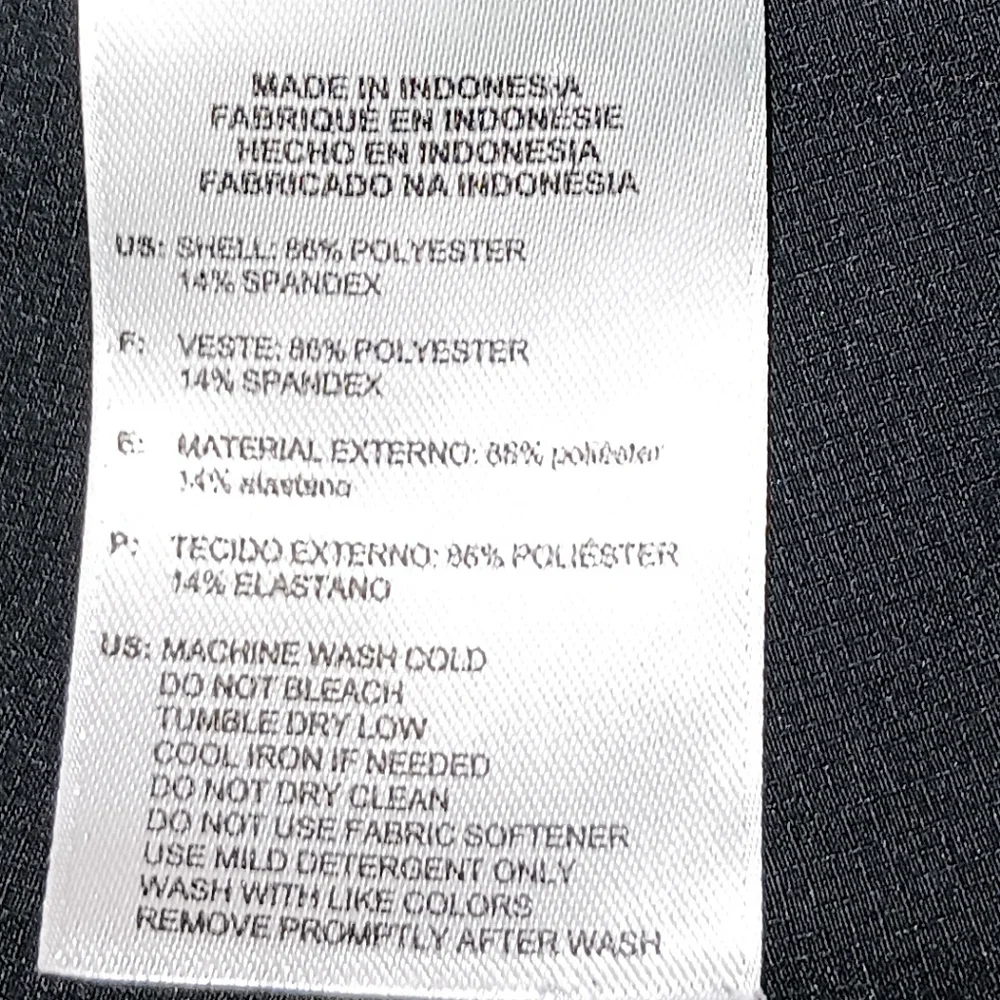 MADE IN INDONESIA
FABRIQUÉ EN INDONÉSIE
HECHO EN INDONESIA
FABRICADO NA INDONÉSIA
US: SHELL: 86% POLYESTER
14% SPANDEX
F: VESTE: 86% POLYESTER
14% SPANDEX
E: MATERIAL EXTERNO: 86% poliéster
14% elastano
P: TECIDO EXTERNO: 86% POLIÉSTER
14% ELASTANO
US: MACHINE WASH COLD
DO NOT BLEACH
TUMBLE DRY LOW
COOL IRON IF NEEDED
DO NOT DRY CLEAN
DO NOT USE FABRIC SOFTENER
USE MILD DETERGENT ONLY
WASH WITH LIKE COLORS
REMOVE PROMPTLY AFTER WASH